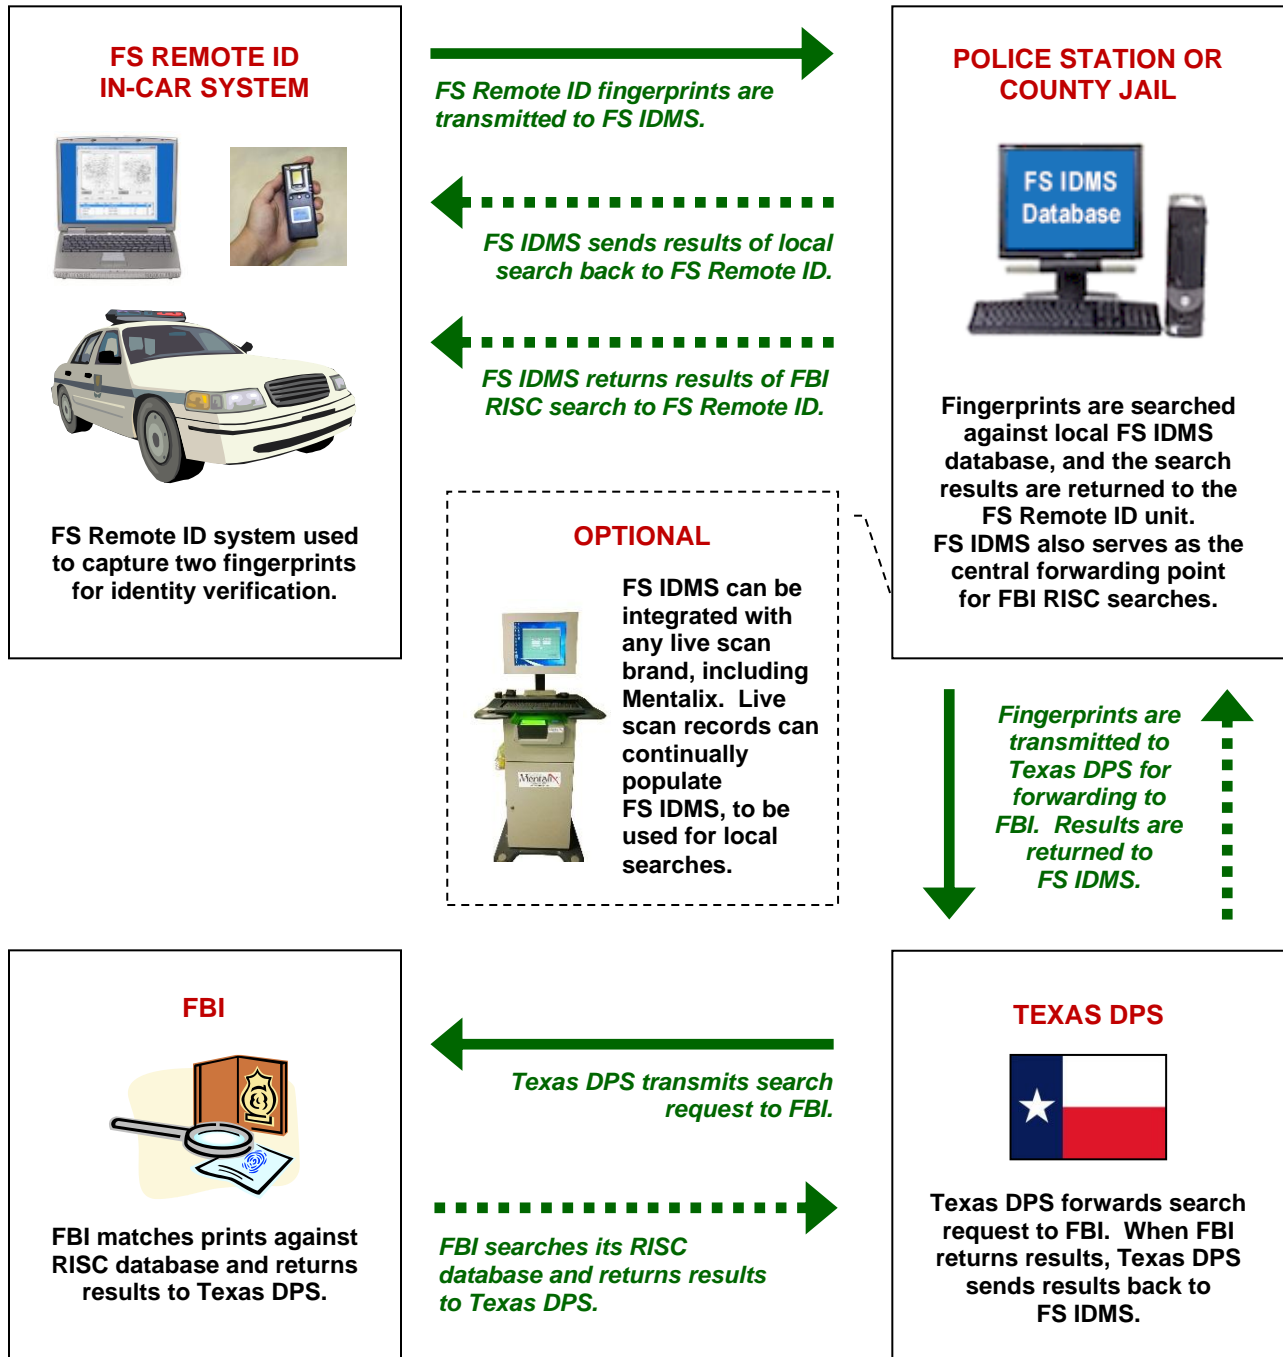 FS REMOTE ID
IN-CAR SYSTEM
FS Remote ID system used
to capture two fingerprints
for identity verification.
FS Remote ID fingerprints are
transmitted to FS IDMS.
FS IDMS sends results of local
search back to FS Remote ID.
FS IDMS returns results of FBI
RISC search to FS Remote ID.
POLICE STATION OR
COUNTY JAIL
FS IDMS
Database
Fingerprints are searched
against local FS IDMS
database, and the search
results are returned to the
FS Remote ID unit.
FS IDMS also serves as the
central forwarding point
for FBI RISC searches.
OPTIONAL
FS IDMS can be
integrated with
any live scan
brand, including
Mentalix.  Live
scan records can
continually
populate
FS IDMS, to be
used for local
searches.
Mentalix
Fingerprints are
transmitted to
Texas DPS for
forwarding to
FBI.  Results are
returned to
FS IDMS.
FBI
FBI matches prints against
RISC database and returns
results to Texas DPS.
Texas DPS transmits search
request to FBI.
FBI searches its RISC
database and returns results
to Texas DPS.
TEXAS DPS
Texas DPS forwards search
request to FBI.  When FBI
returns results, Texas DPS
sends results back to
FS IDMS.